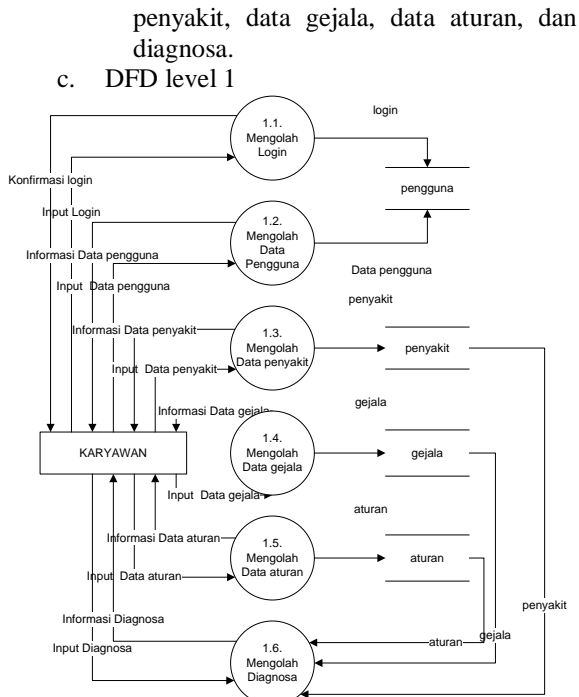 penyakit, data gejala, data aturan, dan
diagnosa.
c. DFD level 1
login
1.1.
Mengolah
Login
Konfirmasi login
pengguna
Input Login
1.2.
Mengolah
Data
Pengguna
Informasi Data pengguna
Data pengguna
Input Data pengguna
penyakit
Informasi Data penyakit
1.3.
Mengolah
Data penyakit
penyakit
Input Data penyakit
gejala
Informasi Data gejala
1.4.
Mengolah
Data gejala
KARYAWAN
gejala
Input Data gejala
aturan
Informasi Data aturan
1.5.
Mengolah
Data aturan
aturan
Input Data aturan
penyakit
Informasi Diagnosa
gejala
aturan
Input Diagnosa
1.6.
Mengolah
Diagnosa